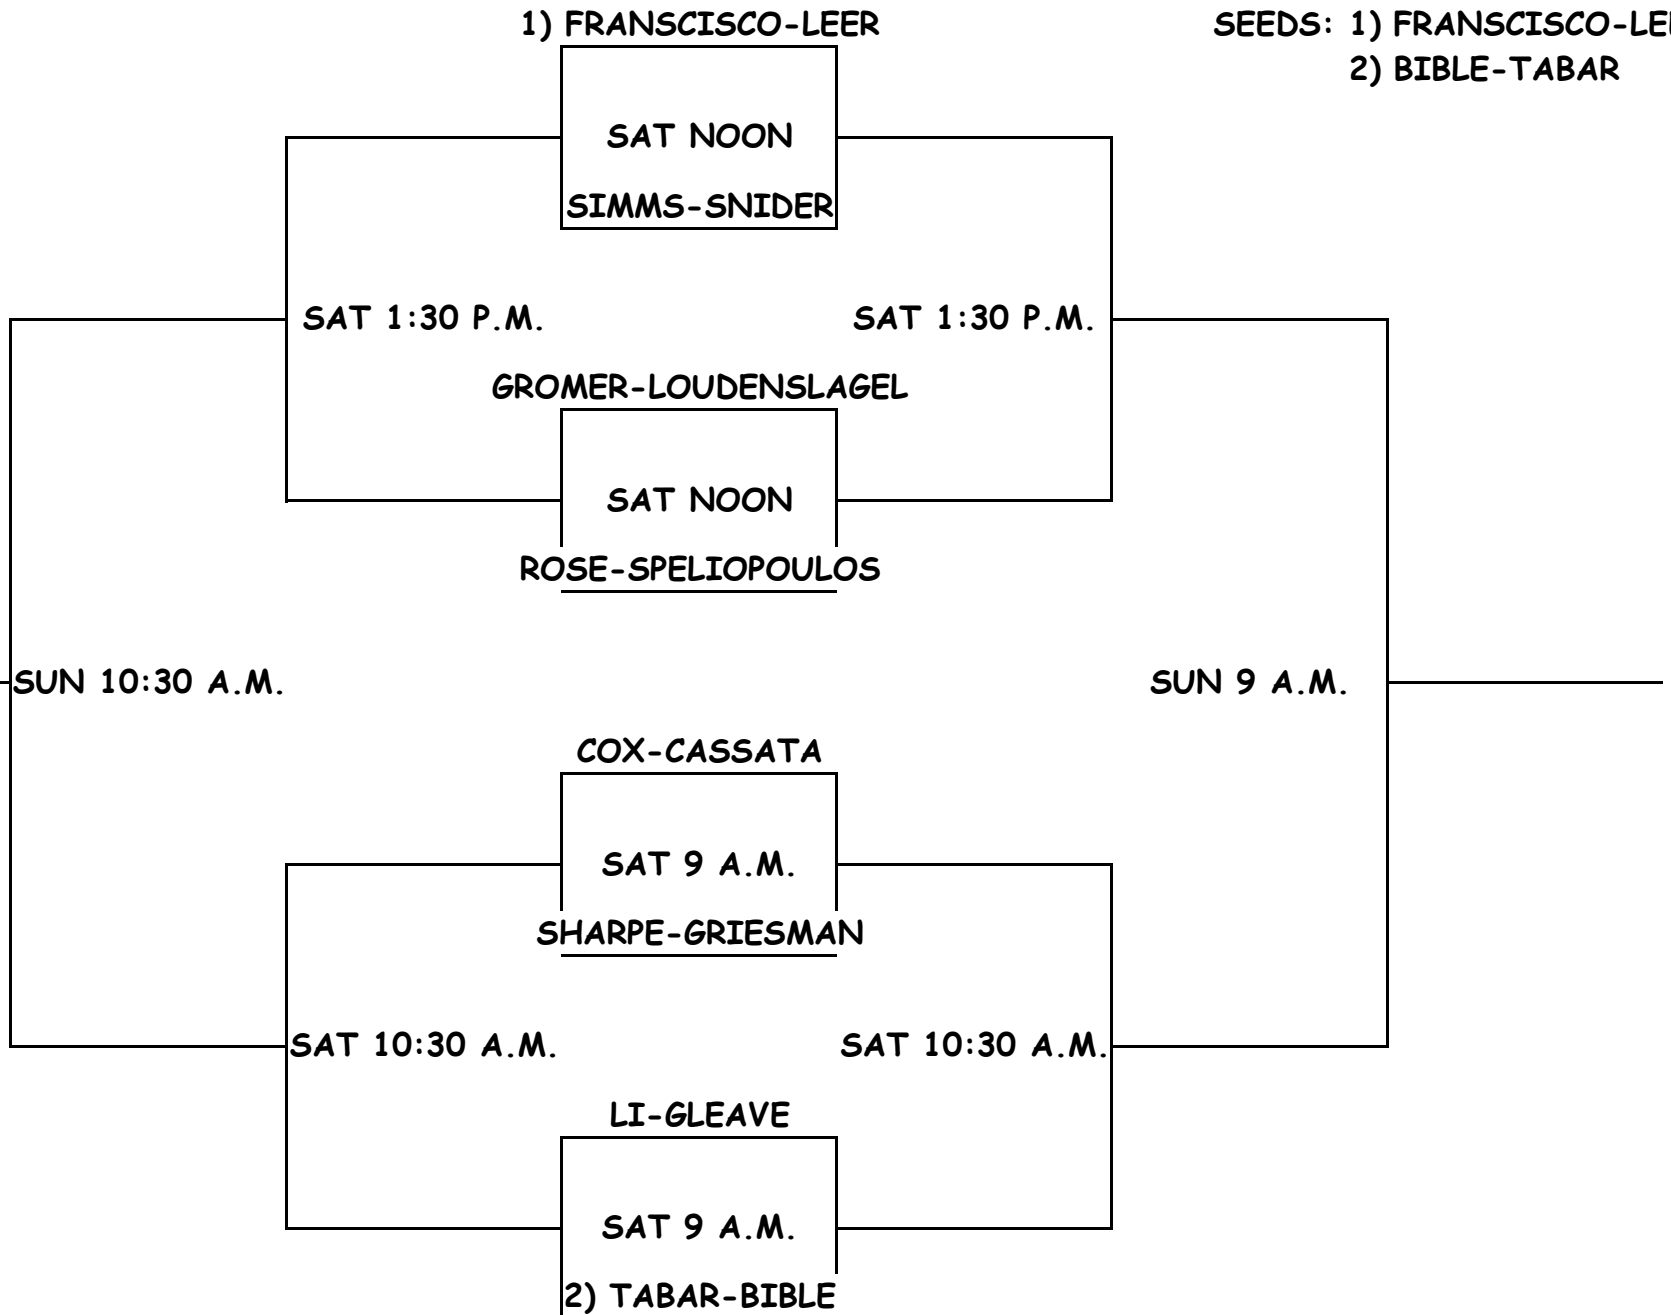 1) FRANSCISCO-LEER
SEEDS: 1) FRANSCISCO-LEE
2) BIBLE-TABAR
SAT NOON
SIMMS-SNIDER
SAT 1:30 P.M.
SAT 1:30 P.M.
GROMER-LOUDENSLAGEL
SAT NOON
ROSE-SPELIOPOULOS
SUN 10:30 A.M.
SUN 9 A.M.
COX-CASSATA
SAT 9 A.M.
SHARPE-GRIESMAN
SAT 10:30 A.M.
SAT 10:30 A.M.
LI-GLEAVE
SAT 9 A.M.
2) TABAR-BIBLE